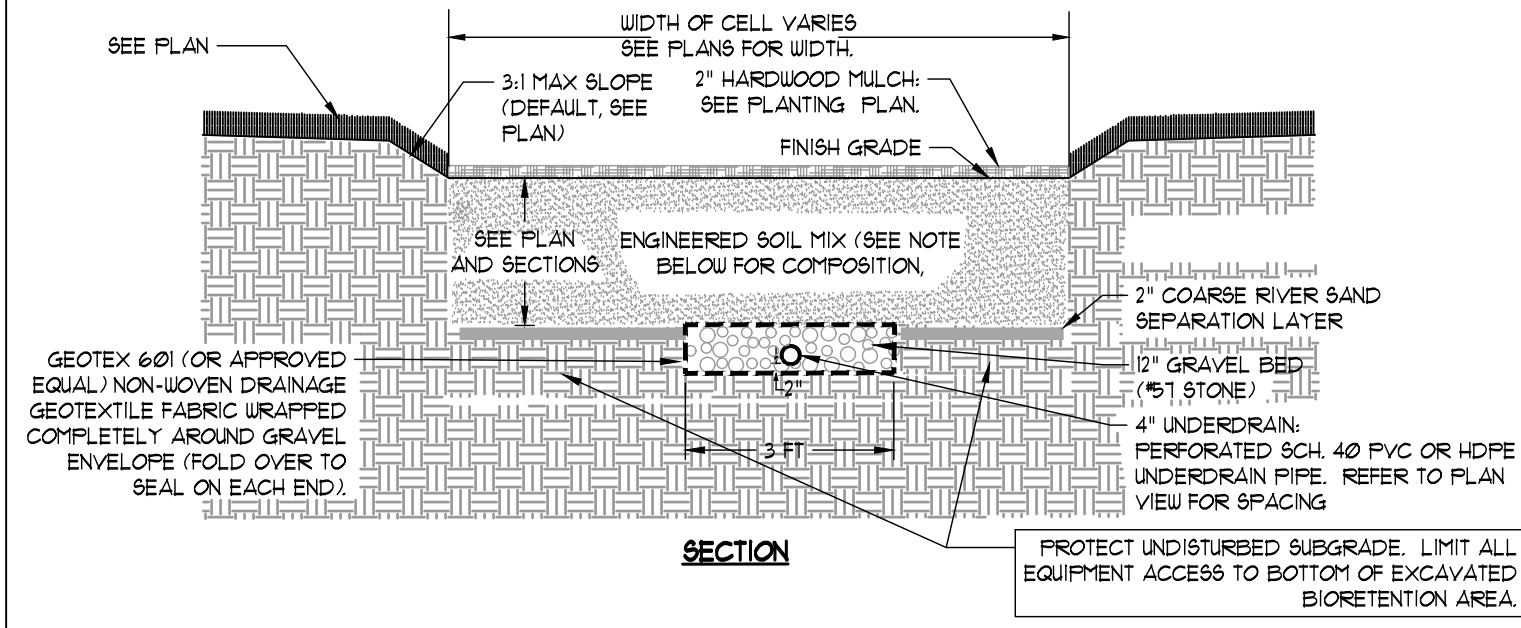 WIDTH OF CELL VARIES
SEE PLANS FOR WIDTH.
SEE PLAN
3:1 MAX SLOPE
(DEFAULT, SEE
PLAN)
2" HARDWOOD MULCH:
SEE PLANTING PLAN.
FINISH GRADE
SEE PLAN
AND SECTIONS
ENGINEERED SOIL MIX (SEE NOTE
BELOW FOR COMPOSITION,
2" COARSE RIVER SAND
SEPARATION LAYER
GEOTEX 601 (OR APPROVED
EQUAL) NON-WOVEN DRAINAGE
GEOTEXTILE FABRIC WRAPPED
COMPLETELY AROUND GRAVEL
ENVELOPE (FOLD OVER TO
SEAL ON EACH END).
2"
3 FT
12" GRAVEL BED
(#57 STONE)
4" UNDERDRAIN:
PERFORATED SCH. 40 PVC OR HDPE
UNDERDRAIN PIPE. REFER TO PLAN
VIEW FOR SPACING
SECTION
PROTECT UNDISTURBED SUBGRADE. LIMIT ALL
EQUIPMENT ACCESS TO BOTTOM OF EXCAVATED
BIORETENTION AREA.